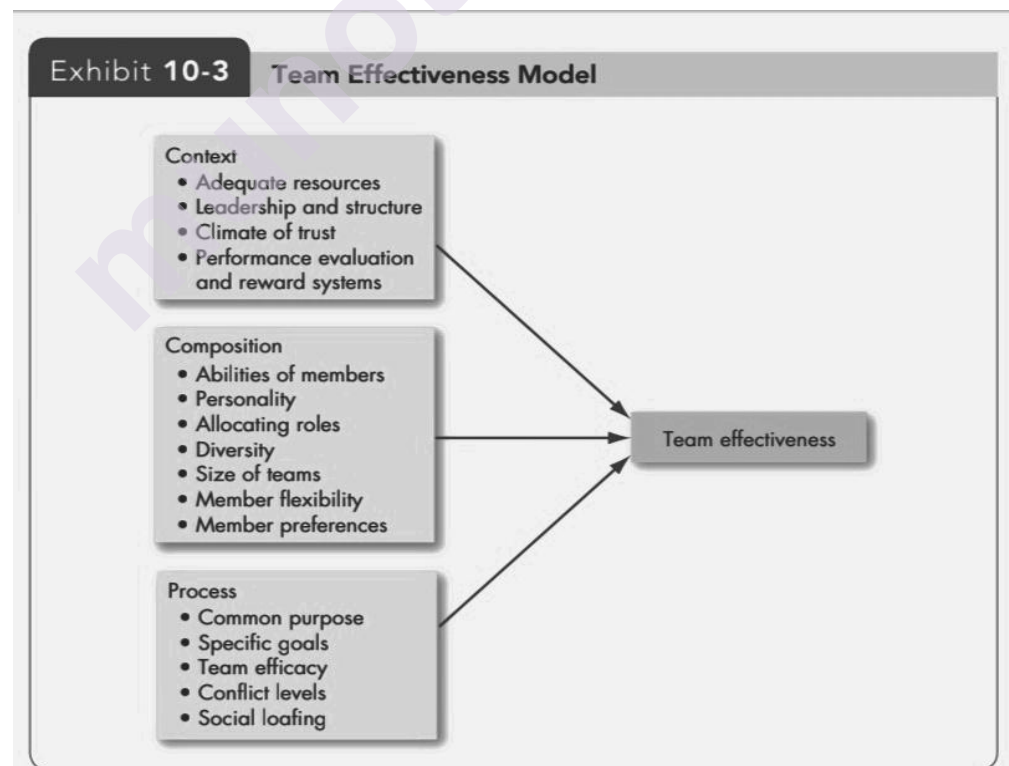 Exhibit 10-3
Team Effectiveness Model
Context
• Adequate resources
• Leadership and structure
• Climate of trust
• Performance evaluation
and reward systems
Composition
• Abilities of members
• Personality
• Allocating roles
• Diversity
• Size of teams
• Member flexibility
• Member preferences
Team effectiveness
Process
• Common purpose
• Specific goals
• Team efficacy
• Conflict levels
• Social loafing